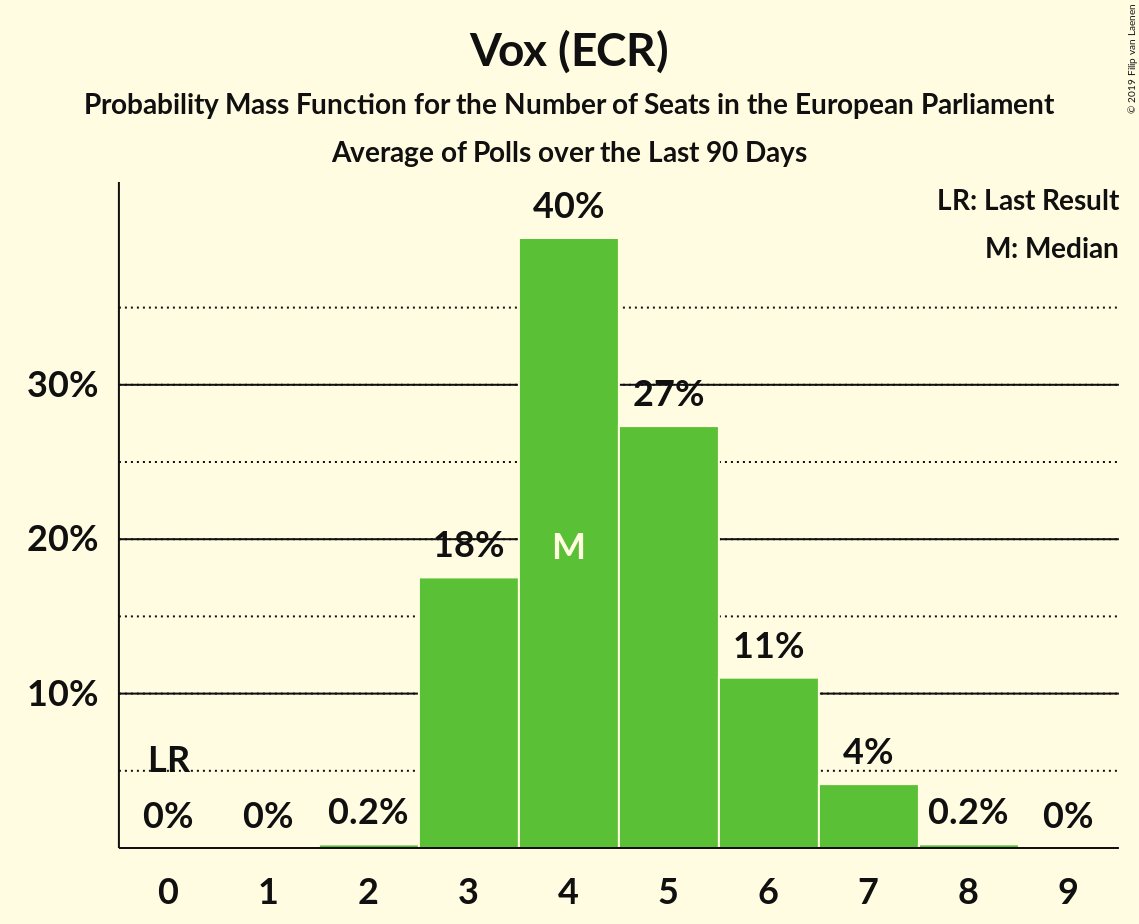 Vox (ECR)
Probability Mass Function for the Number of Seats in the European Parliament
Average of Polls over the Last 90 Days
© 2019 Filip van Laenen
LR: Last Result
M: Median
40%
30%
27%
20%
18%
M
11%
10%
LR
4%
0%
0%
0.2%
0.2%
0%
0 1 2 3 4 5 6 7 8 9